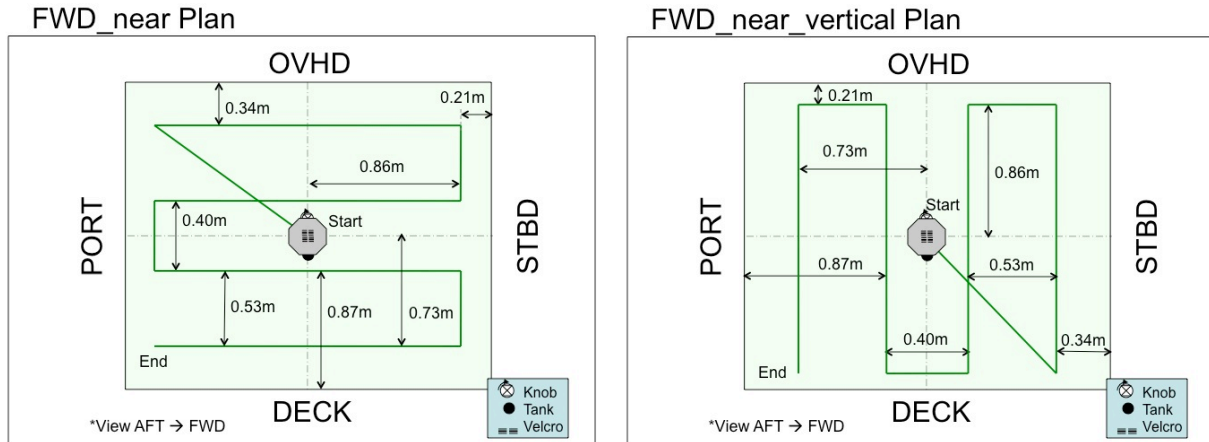 FWD_near Plan
OVHD
0.34m
0.21m
0.86m
Start
0.40m
PORT
STBD
0.53m
0.87m
0.73m
End
DECK
*View AFT → FWD
Knob
Tank
Velcro
FWD_near_vertical Plan
OVHD
0.21m
0.73m
0.86m
Start
PORT
STBD
0.87m
0.53m
0.40m
0.34m
End
DECK
*View AFT → FWD
Knob
Tank
Velcro